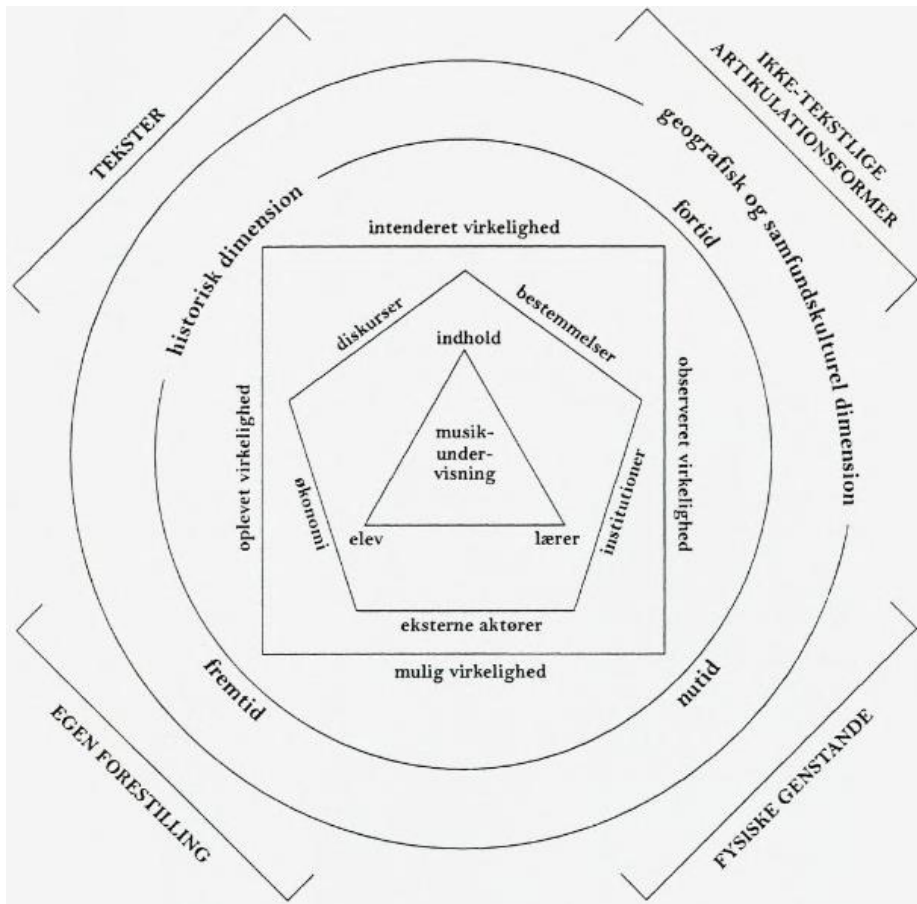 TEKSTER
IKKE-TEKSTLIGE
ARTIKULATIONSFORMER
geografisk og samfundskulturel dimension
historisk dimension
fortid
intenderet virkelighed
diskurser
bestemmelser
indhold
oplevet virkelighed
observeret virkelighed
musik-
under-
visning
økonomi
institutioner
elev
lærer
eksterne aktører
mulig virkelighed
fremtid
nutid
EGEN FORESTILLING
FYSISKE GENSTANDE